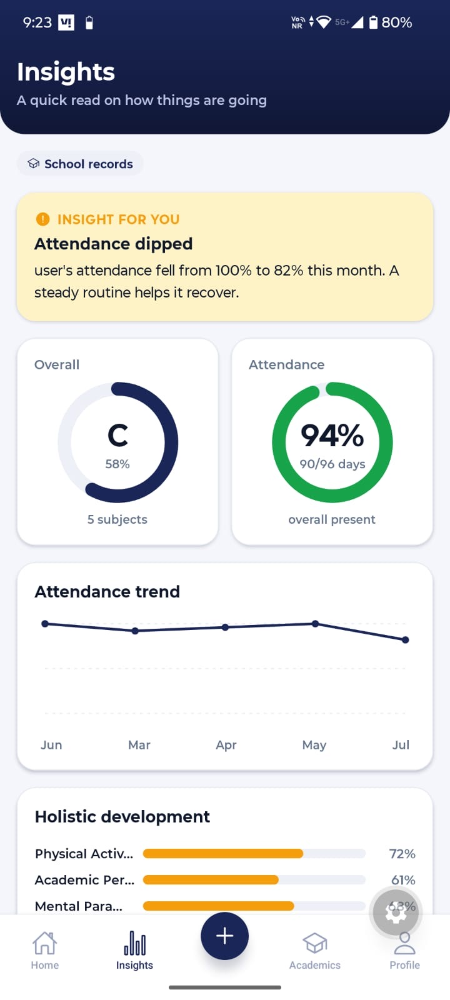 9:23
Vo NR 5G+ 80%
Insights
A quick read on how things are going
School records
INSIGHT FOR YOU
Attendance dipped
user's attendance fell from 100% to 82% this month. A
steady routine helps it recover.
Overall
C
58%
5 subjects
Attendance
94%
90/96 days
overall present
Attendance trend
Jun Mar Apr May Jul
Holistic development
Physical Activ... 72%
Academic Per... 61%
Mental Para...
Home Insights Academics Profile